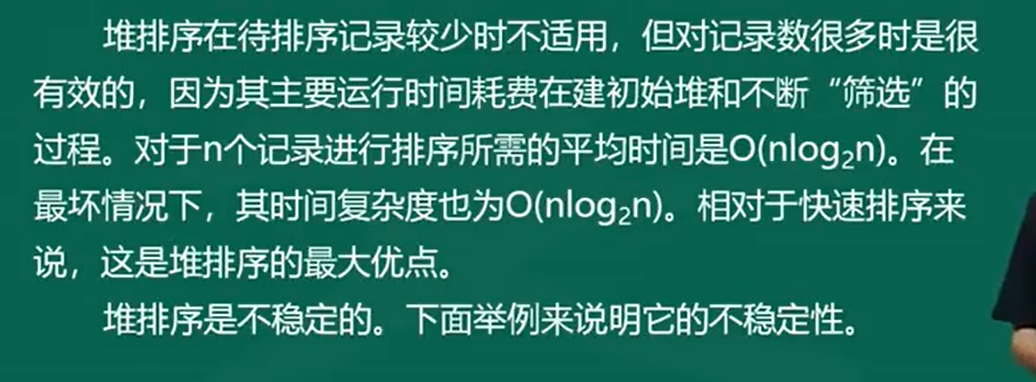 堆排序在待排序记录较少时不适用，但对记录数很多时是很
有效的，因为其主要运行时间耗费在建初始堆和不断“筛选”的
过程。对于n个记录进行排序所需的平均时间是O(nlog₂n)。在
最坏情况下，其时间复杂度也为O(nlog₂n)。相对于快速排序来
说，这是堆排序的最大优点。
堆排序是不稳定的。下面举例来说明它的不稳定性。